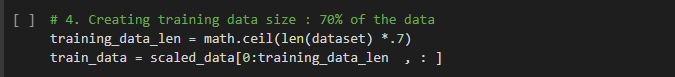 [ ] # 4. Creating training data size : 70% of the data
training_data_len = math.ceil(len(dataset) *.7)
train_data = scaled_data[0:training_data_len  , : ]